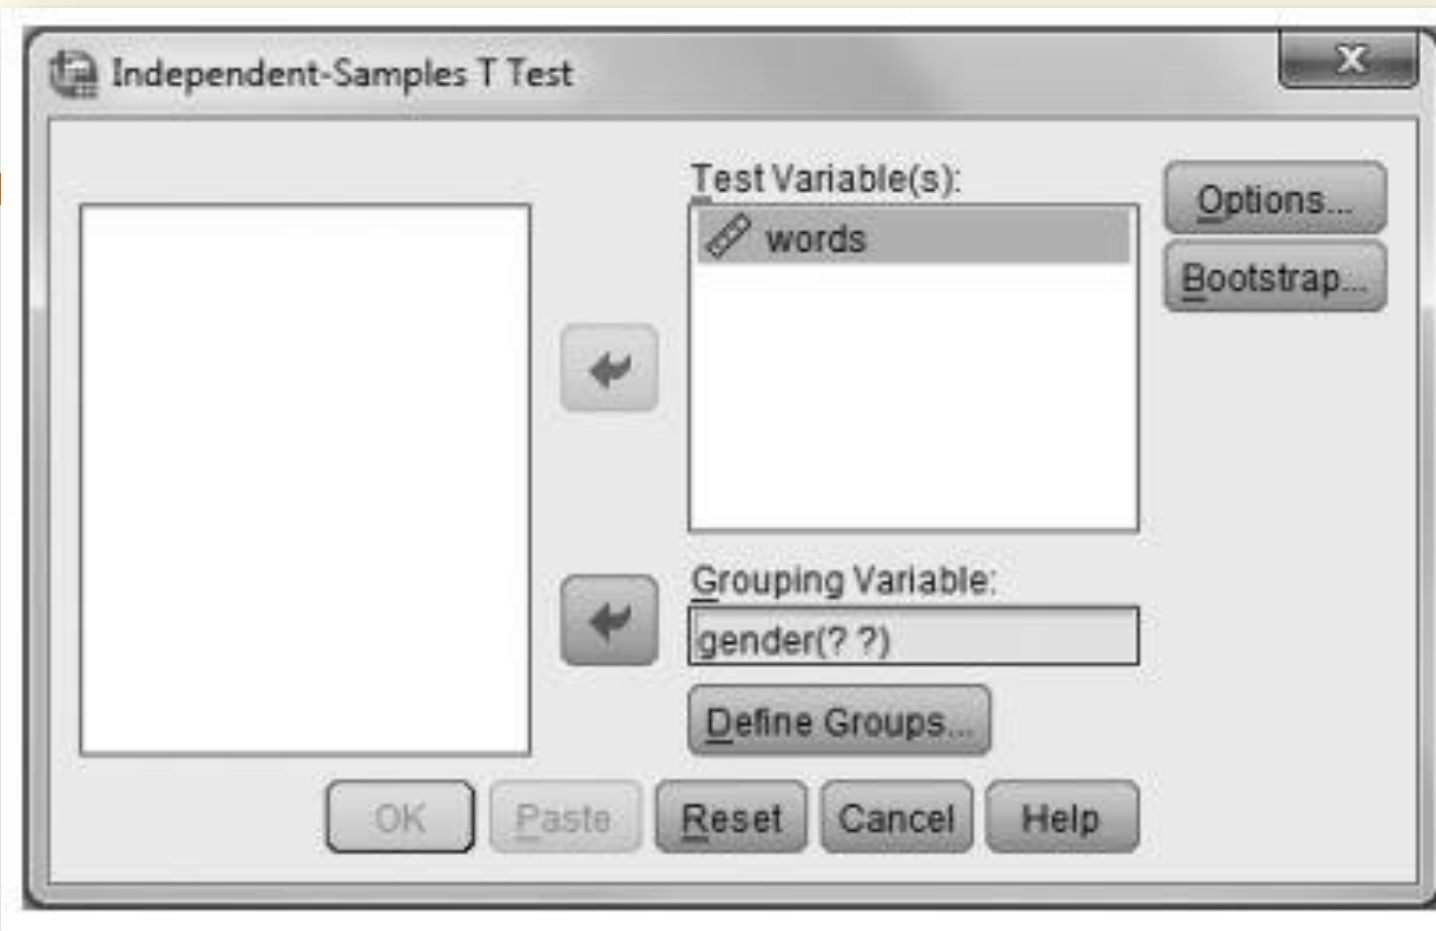 Independent-Samples T Test
Test Variable(s):
words
Options...
Bootstrap...
Grouping Variable:
gender(? ?)
Define Groups...
OK
Paste
Reset
Cancel
Help